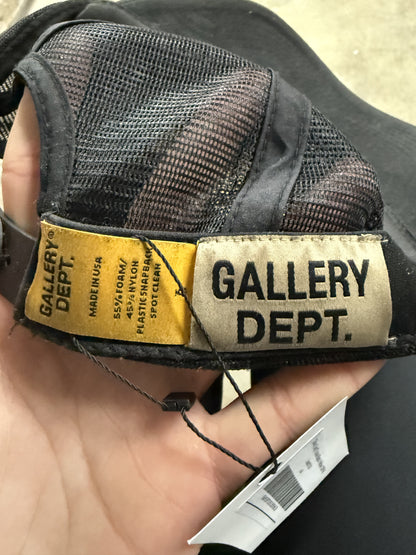 GALLERY®
DEPT.
MADE IN USA
55% FOAM/
45% NYLON
PLASTIC SNAPBACK
SPOT CLEAN
GALLERY
DEPT.